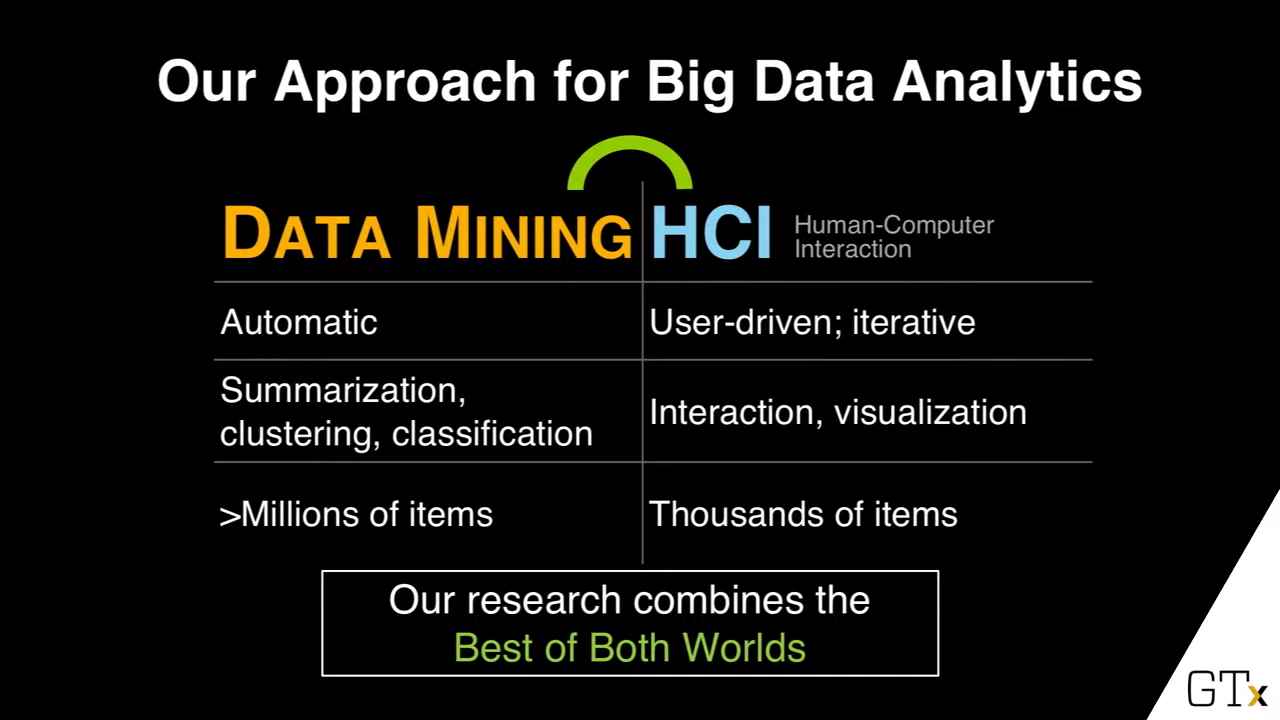 Our Approach for Big Data Analytics
DATA MINING
HCI
Human-Computer
Interaction
Automatic
User-driven; iterative
Summarization,
clustering, classification
Interaction, visualization
>Millions of items
Thousands of items
Our research combines the
Best of Both Worlds
GTx